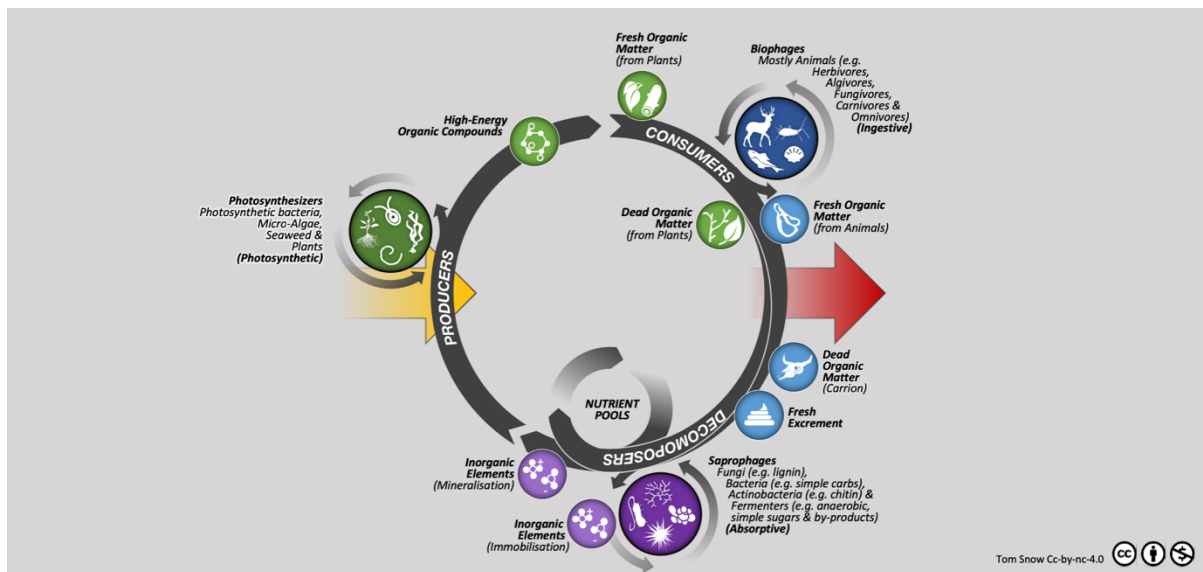 Fresh Organic
Matter
(from Plants)
Biophages
Mostly Animals (e.g.
Herbivores,
Algivores,
Fungivores,
Carnivores &
Omnivores)
(Ingestive)
High-Energy
Organic Compounds
CONSUMERS
Photosynthesizers
Photosynthetic bacteria,
Micro-Algae,
Seaweed &
Plants
(Photosynthetic)
Dead Organic
Matter
(from Plants)
Fresh Organic
Matter
(from Animals)
PRODUCERS
Dead
Organic
Matter
(Carrion)
NUTRIENT
POOLS
Fresh
Excrement
DECOMOPOSERS
Inorganic
Elements
(Mineralisation)
Saprophages
Fungi (e.g. lignin),
Bacteria (e.g. simple carbs),
Actinobacteria (e.g. chitin) &
Fermenters (e.g. anaerobic,
simple sugars & by-products)
(Absorptive)
Inorganic
Elements
(Immobilisation)
Tom Snow Cc-by-nc-4.0
cc